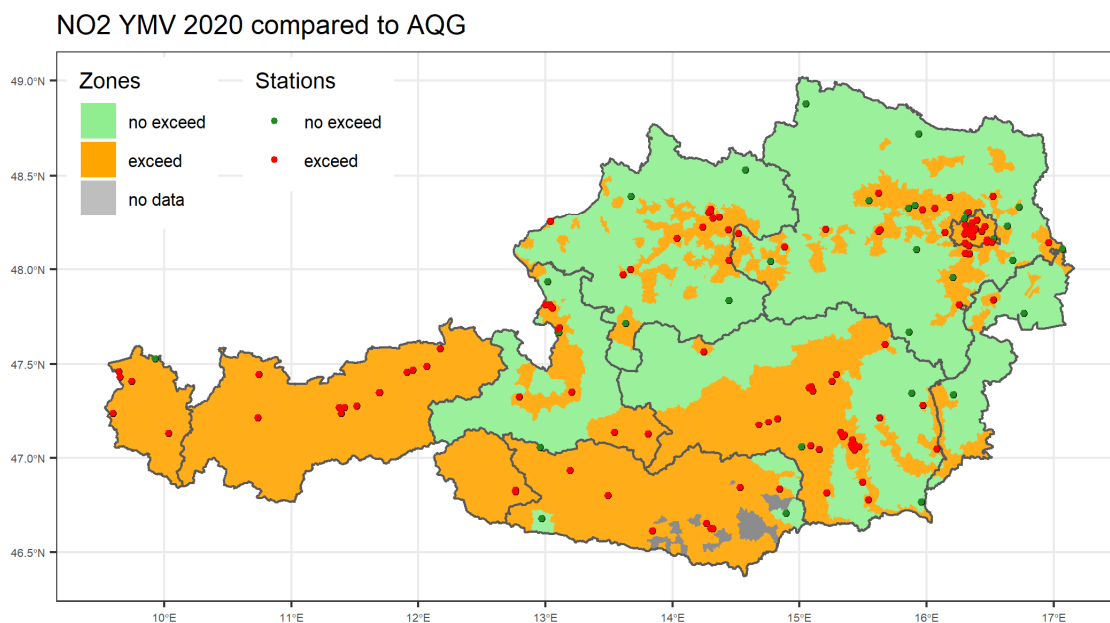 NO2 YMV 2020 compared to AQG
Zones
no exceed
exceed
no data
Stations
no exceed
exceed
49.0°N
48.5°N
48.0°N
47.5°N
47.0°N
46.5°N
10°E 11°E 12°E 13°E 14°E 15°E 16°E 17°E